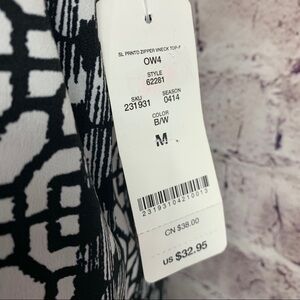 SL PRINTD ZIPPER VNECK TOP-F
OW4
STYLE
62281
SKU SEASON
231931 0414
COLOR
B/W
M
23193104210013
CN $38.00
US $32.95